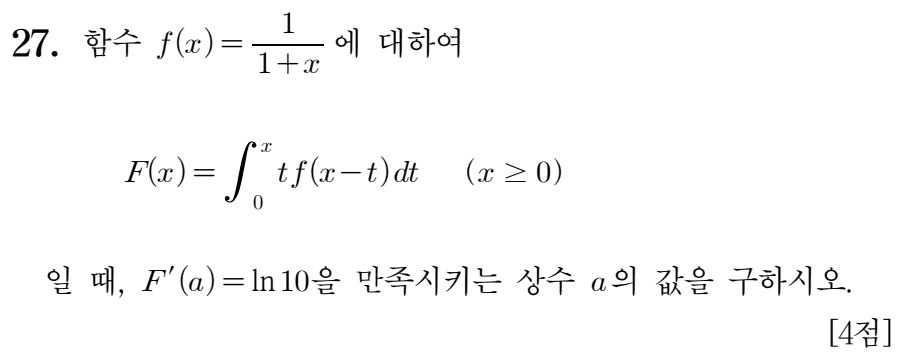 27. 함수 f(x) = 1/(1+x) 에 대하여
F(x) = ∫₀ˣ t f(x−t) dt (x ≥ 0)
일 때, F′(a) = ln 10을 만족시키는 상수 a의 값을 구하시오.
[4점]